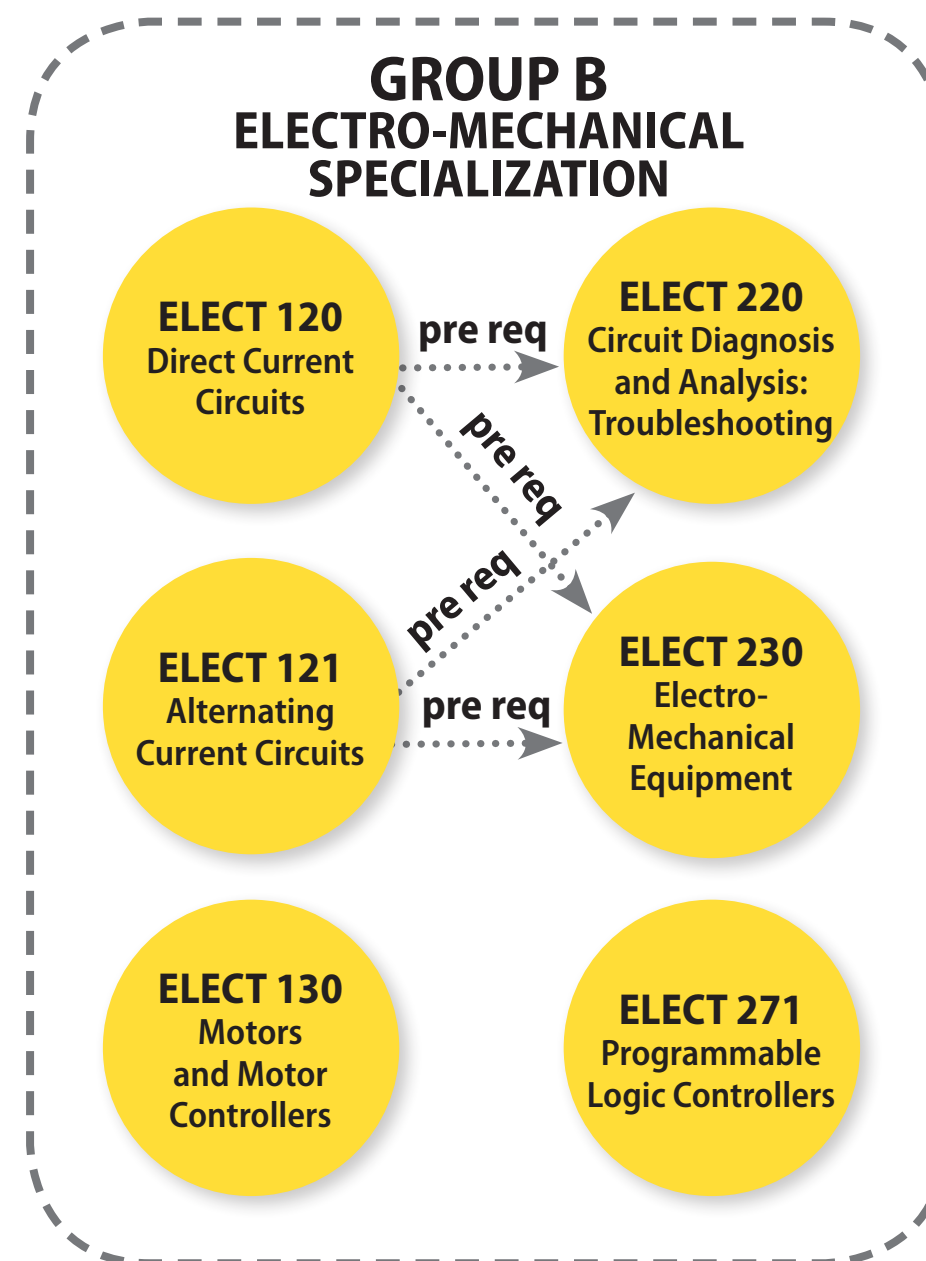 GROUP B
ELECTRO-MECHANICAL
SPECIALIZATION
ELECT 120
Direct Current
Circuits
pre req
ELECT 220
Circuit Diagnosis
and Analysis:
Troubleshooting
pre req
pre req
ELECT 121
Alternating
Current Circuits
pre req
ELECT 230
Electro-
Mechanical
Equipment
ELECT 130
Motors
and Motor
Controllers
ELECT 271
Programmable
Logic Controllers